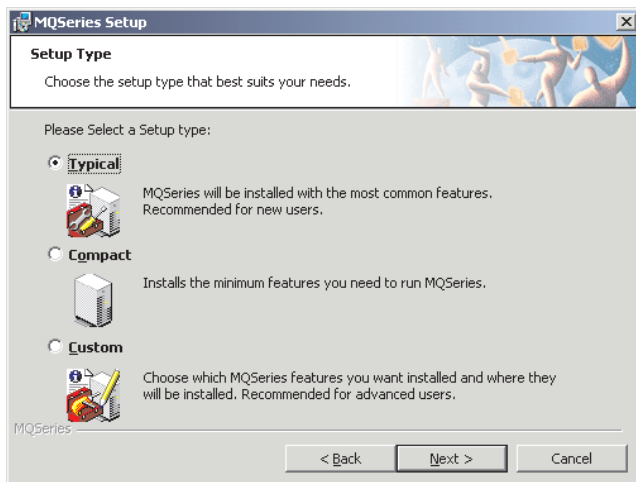 MQSeries Setup
Setup Type
Choose the setup type that best suits your needs.
Please Select a Setup type:
Typical
MQSeries will be installed with the most common features.
Recommended for new users.
Compact
Installs the minimum features you need to run MQSeries.
Custom
Choose which MQSeries features you want installed and where they
will be installed. Recommended for advanced users.
MQSeries
< Back
Next >
Cancel